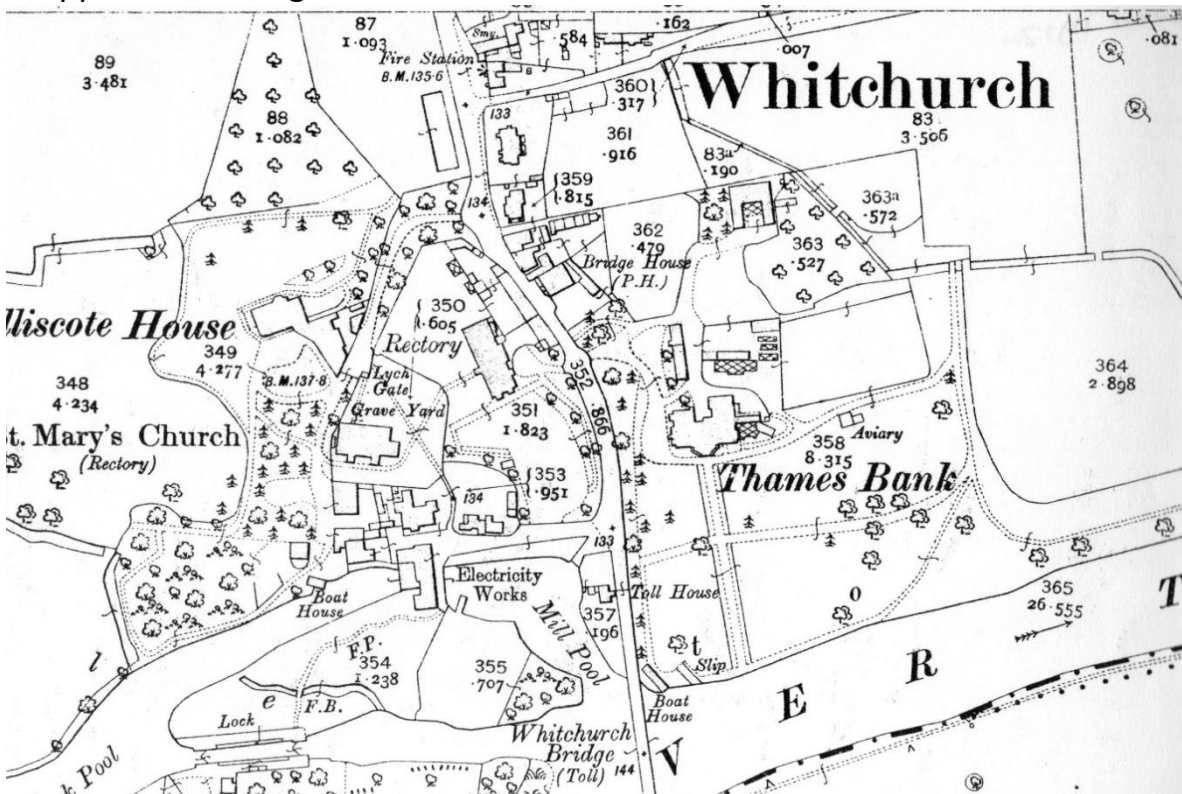 87
1·093
Smy.
584
·162
007
·081
89
3·481
Fire Station
B.M.135·6
88
1·082
133
360
·317
Whitchurch
361
·916
83
3·506
83a
·190
359
·815
134
363a
·572
362
·479
363
·527
Bridge House
(P.H.)
lliscote House
350
·605
Rectory
349
4·277
B.M.137·8
Lych
Gate
Grave Yard
352
·866
364
2·898
348
4·234
t. Mary's Church
(Rectory)
351
1·823
358
8·315
Aviary
Thames Bank
353
·951
134
133
Electricity
Works
Boat
House
Mill Pool
Toll House
357
·196
365
26·555
T
o
F.P.
354
1·238
355
·707
t
Slip
l
e
F.B.
Lock
Boat
House
V
E
R
Whitchurch
Bridge
(Toll)
144
k Pool